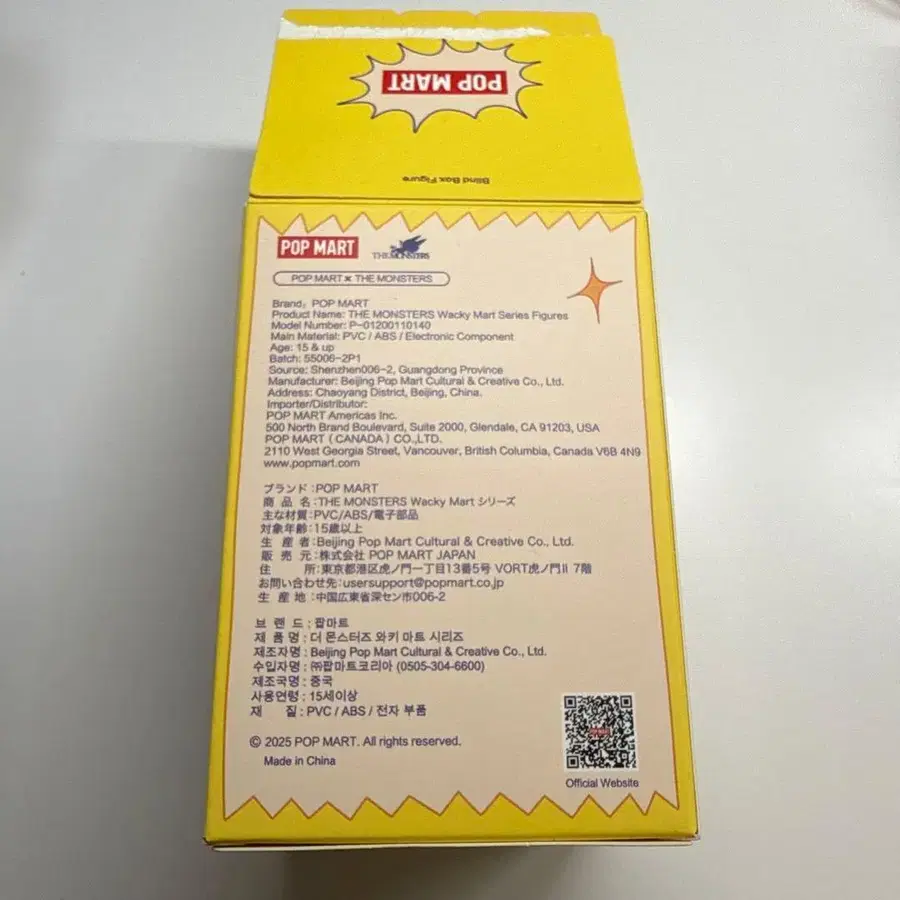 POP MART
Blind Box Figure
POP MART THE MONSTERS
POP MART × THE MONSTERS
Brand: POP MART
Product Name: THE MONSTERS Wacky Mart Series Figures
Model Number: P-01200110140
Main Material: PVC / ABS / Electronic Component
Age: 15 & up
Batch: 55006-2P1
Source: Shenzhen006-2, Guangdong Province
Manufacturer: Beijing Pop Mart Cultural & Creative Co., Ltd.
Address: Chaoyang District, Beijing, China.
Importer/Distributor:
POP MART Americas Inc.
500 North Brand Boulevard, Suite 2000, Glendale, CA 91203, USA
POP MART ( CANADA ) CO.,LTD.
2110 West Georgia Street, Vancouver, British Columbia, Canada V6B 4N9
www.popmart.com
ブランド:POP MART
商 品 名:THE MONSTERS Wacky Mart シリーズ
主な材質:PVC/ABS/電子部品
対象年齢:15歳以上
生 産 者:Beijing Pop Mart Cultural & Creative Co., Ltd.
販 売 元:株式会社 POP MART JAPAN
住 所:東京都港区虎ノ門一丁目13番5号 VORT虎ノ門II 7階
お問い合わせ先:usersupport@popmart.co.jp
生 産 地:中国広東省深セン市006-2
브 랜 드 : 팝마트
제 품 명 : 더 몬스터즈 와키 마트 시리즈
제조자명 : Beijing Pop Mart Cultural & Creative Co., Ltd.
수입자명 : ㈜팝마트코리아 (0505-304-6600)
제조국명 : 중국
사용연령 : 15세이상
재 질 : PVC / ABS / 전자 부품
© 2025 POP MART. All rights reserved.
Made in China
POP MART
Official Website